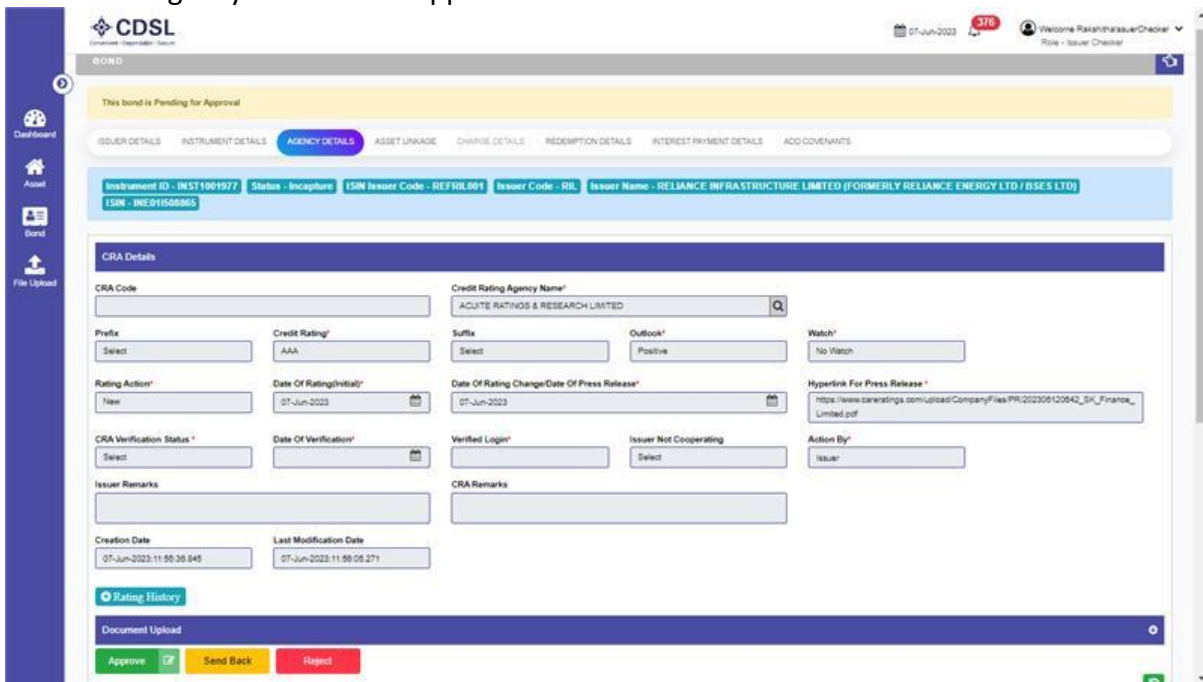 CDSL
Convenient - Dependable - Secure
07-Jun-2023
376
Welcome RakshithaIssuerChecker
Role - Issuer Checker
BOND
This bond is Pending for Approval
Dashboard
Asset
Bond
File Upload
ISSUER DETAILS INSTRUMENT DETAILS AGENCY DETAILS ASSET LINKAGE CHARGE DETAILS REDEMPTION DETAILS INTEREST PAYMENT DETAILS ADD COVENANTS
Instrument ID - INST1001977 Status - Incapture ISIN Issuer Code - REFRIL001 Issuer Code - RIL Issuer Name - RELIANCE INFRASTRUCTURE LIMITED (FORMERLY RELIANCE ENERGY LTD / BSES LTD)
ISIN - INE01I508865
CRA Details
CRA Code Credit Rating Agency Name*
ACUITE RATINGS & RESEARCH LIMITED
Prefix Credit Rating* Suffix Outlook* Watch*
Select AAA Select Positive No Watch
Rating Action* Date Of Rating(Initial)* Date Of Rating Change/Date Of Press Release* Hyperlink For Press Release *
New 07-Jun-2023 07-Jun-2023 https://www.careratings.com/upload/CompanyFiles/PR/202306120642_SK_Finance_
Limited.pdf
CRA Verification Status * Date Of Verification* Verified Login* Issuer Not Cooperating Action By*
Select Select Issuer
Issuer Remarks CRA Remarks
Creation Date Last Modification Date
07-Jun-2023:11:56:36.845 07-Jun-2023:11:56:05.271
Rating History
Document Upload
Approve Send Back Reject